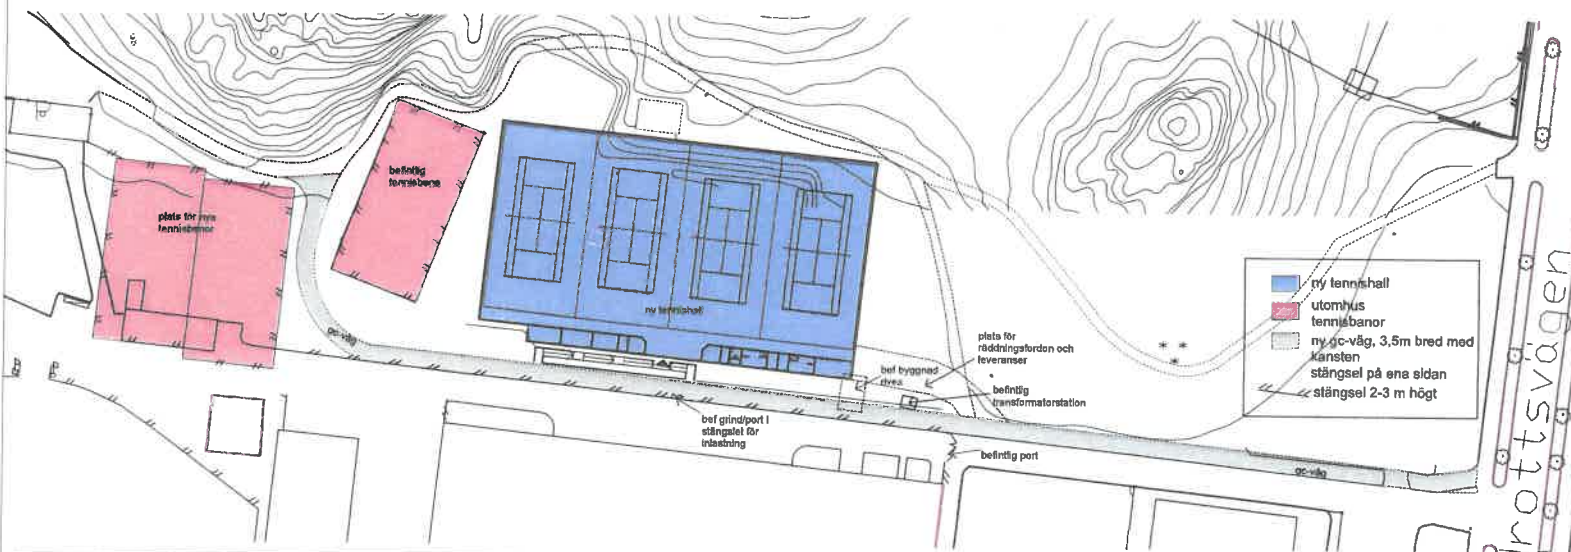 befintlig
tennisbana
plats för nya
tennisbanor
ny tennishall
gc-väg
plats för
räddningsfordon och
leveranser
bef byggnad
rives
befintlig
transformatorstation
bef grind/port i
stängslet för
inlastning
befintlig port
gc-väg
ny tennishall
utomhus
tennisbanor
ny gc-väg, 3,5m bred med
kansten
stängsel på ena sidan
stängsel 2-3 m högt
Idrottsvägen